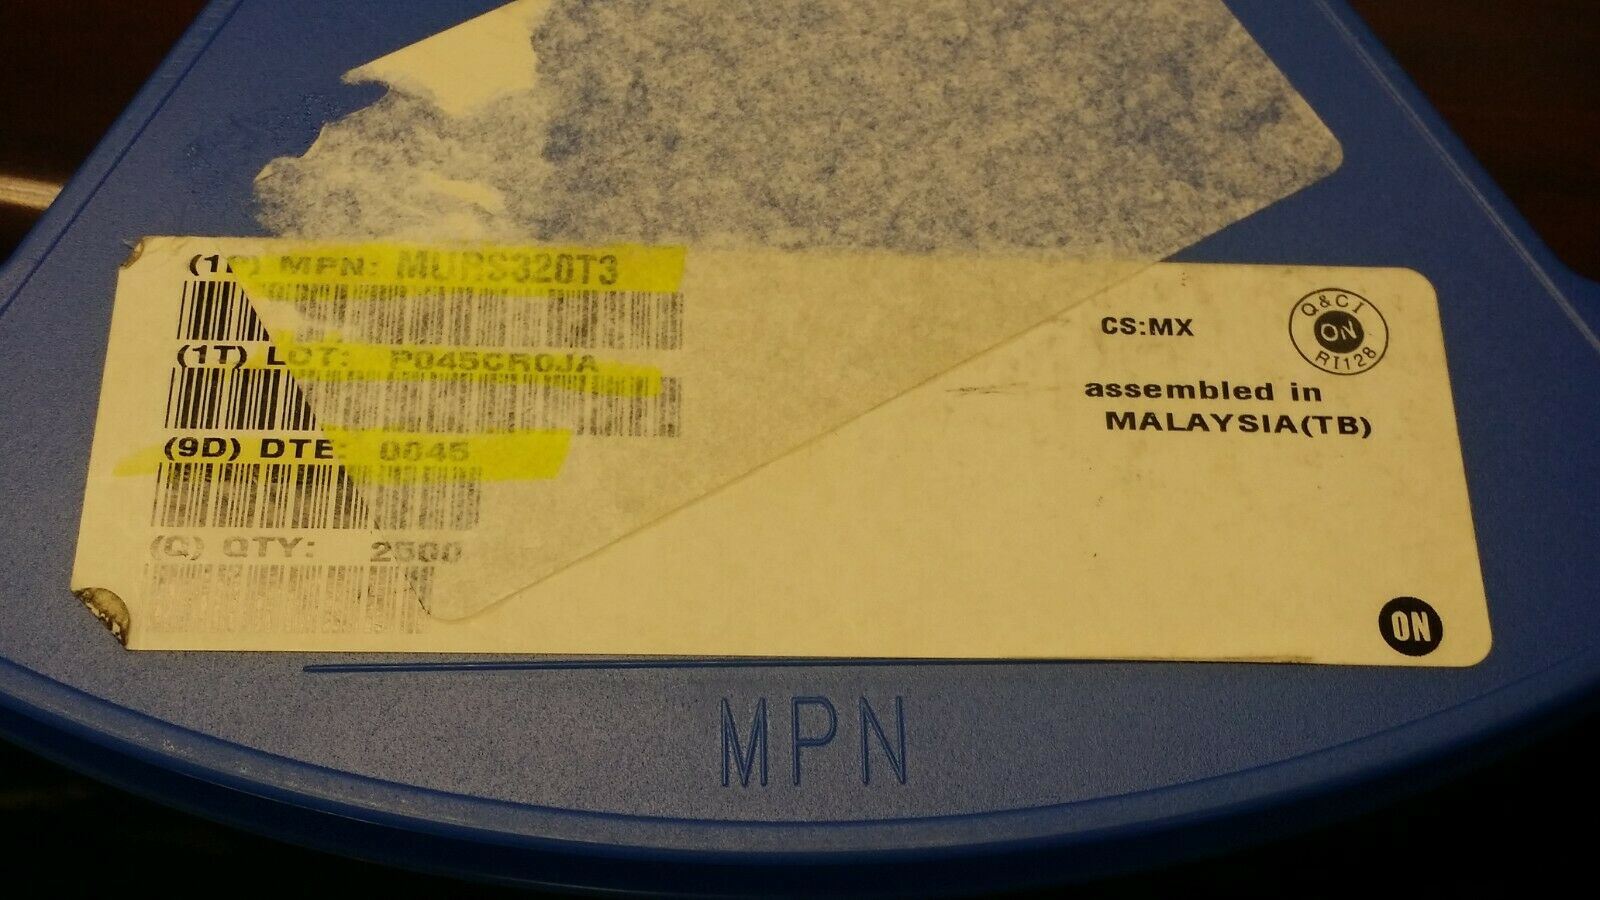 (1P) MPN: MURS320T3
(1T) LOT: P045CR0JA
(9D) DTE: 0045
(Q) QTY: 2500
CS:MX
Q&CI
ON
RI128
assembled in
MALAYSIA(TB)
ON
MPN